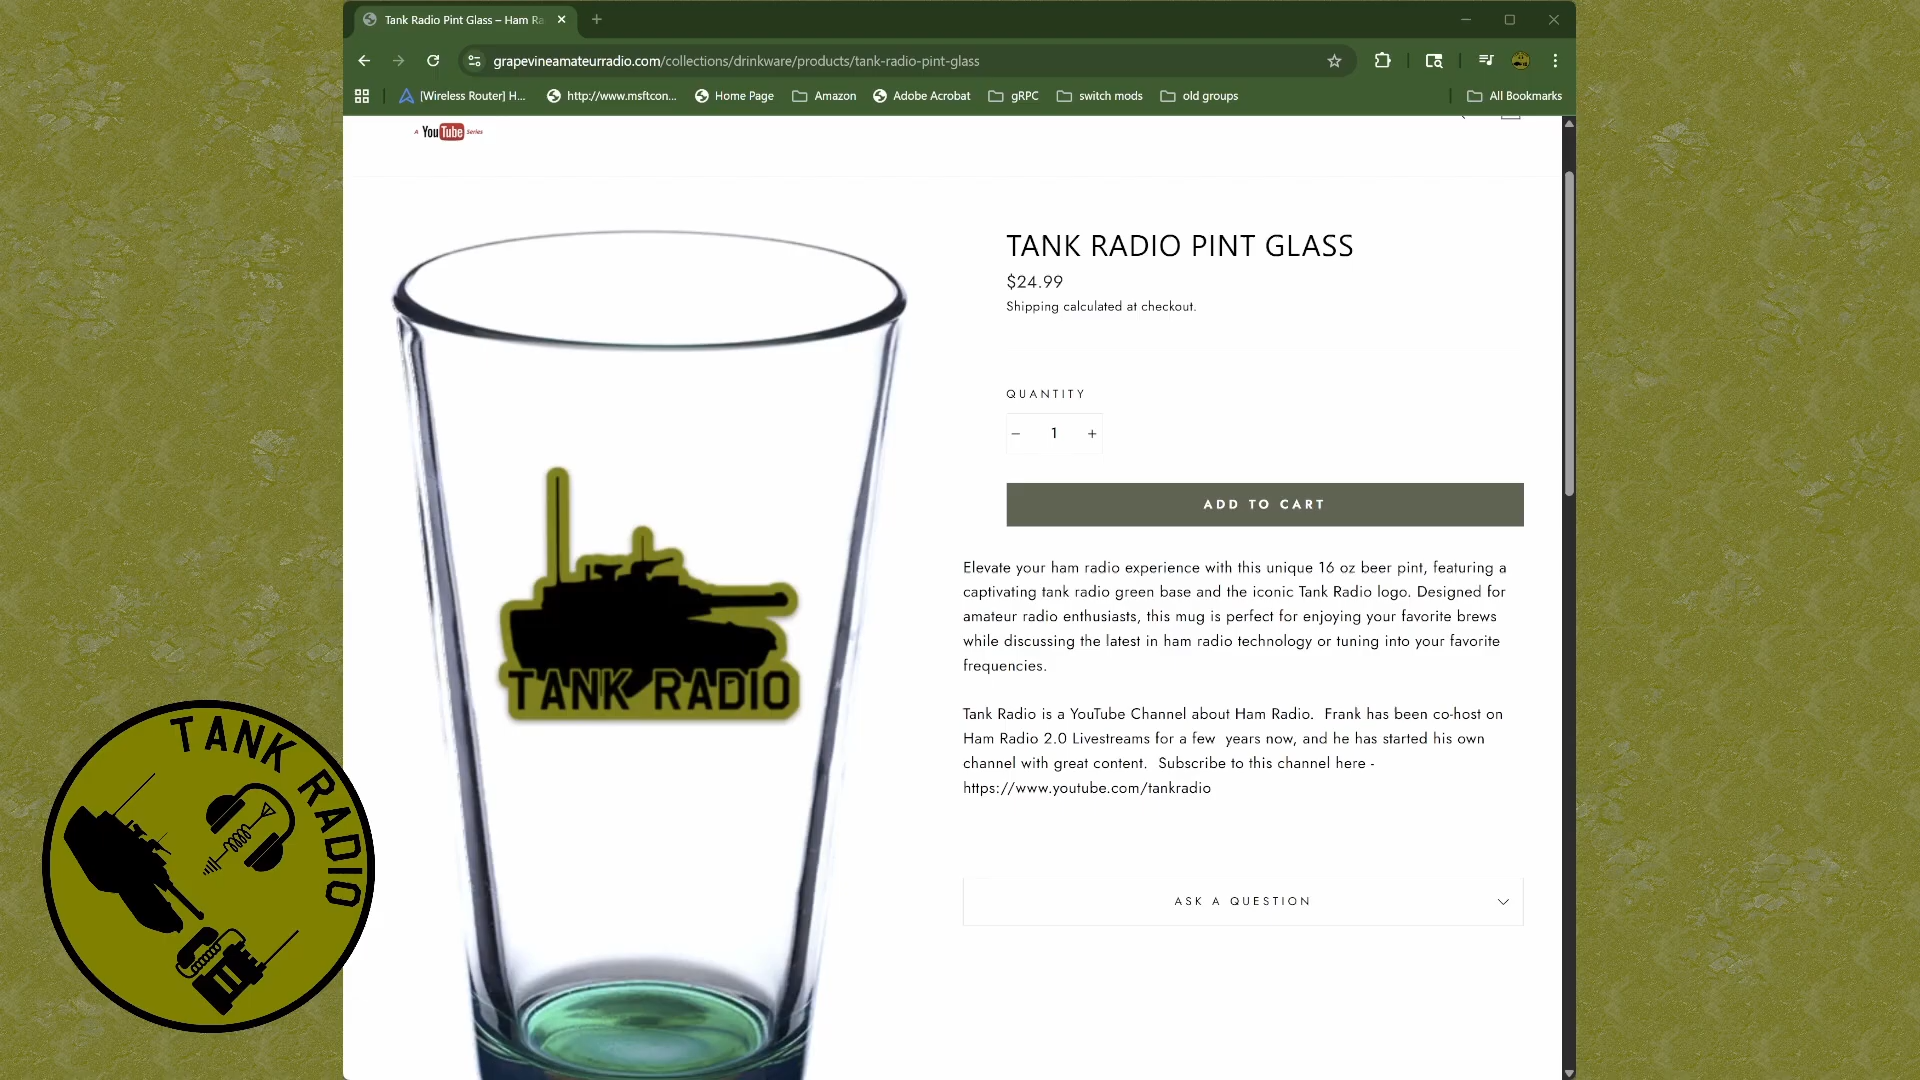 Tank Radio Pint Glass – Ham Ra
grapevineamateurradio.com/collections/drinkware/products/tank-radio-pint-glass
[Wireless Router] H... http://www.msftcon... Home Page Amazon Adobe Acrobat gRPC switch mods old groups All Bookmarks
A YouTube Series
TANK RADIO PINT GLASS
$24.99
Shipping calculated at checkout.
QUANTITY
− 1 +
ADD TO CART
Elevate your ham radio experience with this unique 16 oz beer pint, featuring a
captivating tank radio green base and the iconic Tank Radio logo. Designed for
amateur radio enthusiasts, this mug is perfect for enjoying your favorite brews
while discussing the latest in ham radio technology or tuning into your favorite
frequencies.
Tank Radio is a YouTube Channel about Ham Radio.  Frank has been co-host on
Ham Radio 2.0 Livestreams for a few  years now, and he has started his own
channel with great content.  Subscribe to this channel here -
https://www.youtube.com/tankradio
ASK A QUESTION
TANK RADIO
TANK RADIO